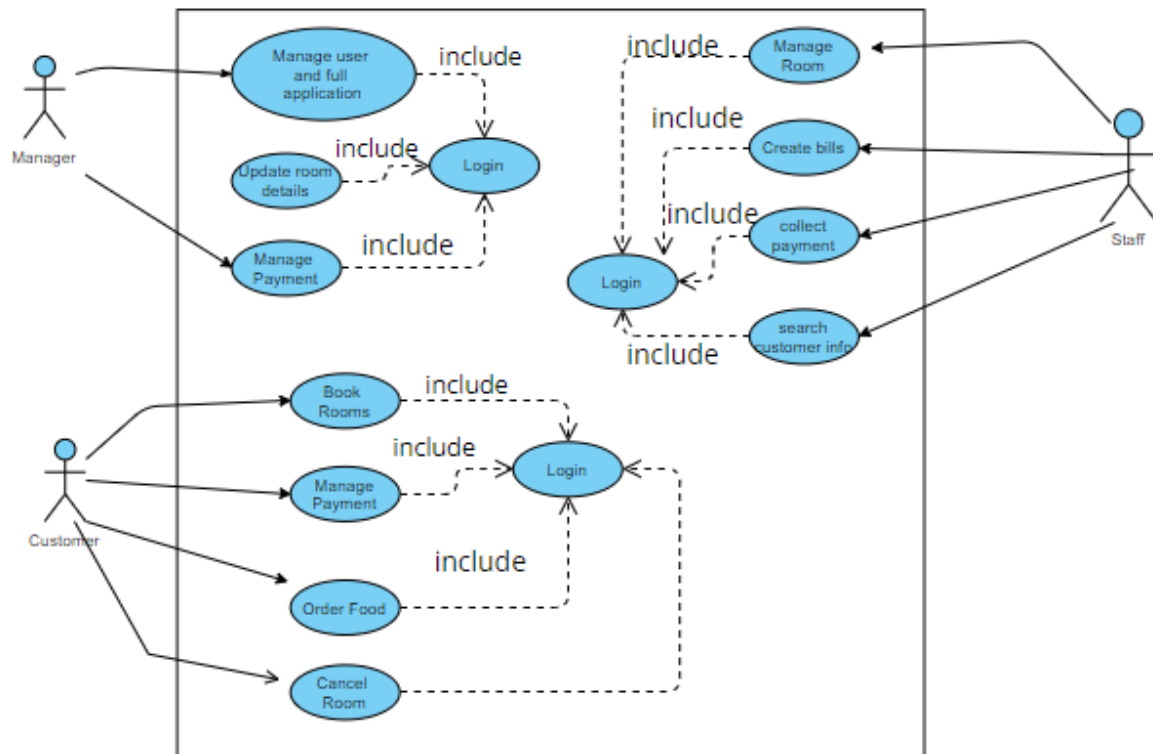 Manage user
and full
application
include
include
Manage
Room
Manager
include
Login
include
Create bills
Update room
details
include
collect
payment
Staff
Manage
Payment
include
Login
search
customer info
include
Book
Rooms
include
include
Login
Manage
Payment
Customer
include
Order Food
Cancel
Room